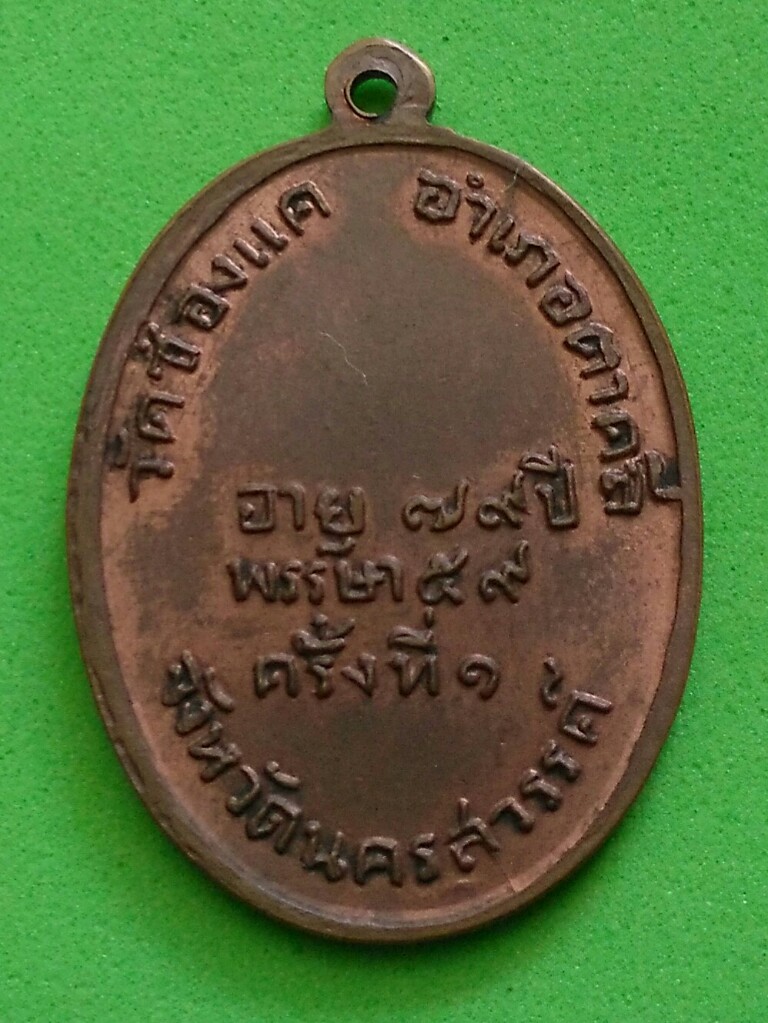 วัดช่องแค อำเภอตาคลี
อายุ ๗๙ ปี
พรรษา ๕๙
ครั้งที่ ๑
จังหวัดนครสวรรค์